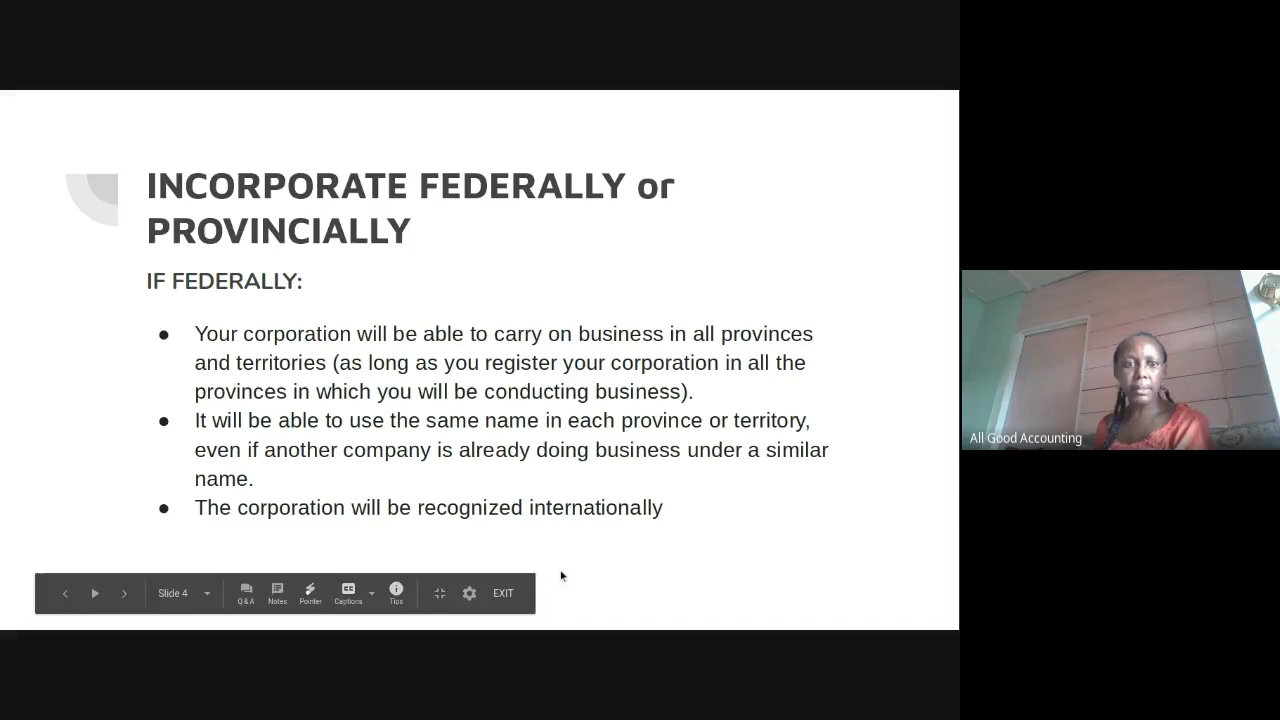 INCORPORATE FEDERALLY or
PROVINCIALLY
IF FEDERALLY:
● Your corporation will be able to carry on business in all provinces
and territories (as long as you register your corporation in all the
provinces in which you will be conducting business).
● It will be able to use the same name in each province or territory,
even if another company is already doing business under a similar
name.
● The corporation will be recognized internationally
Slide 4
Q & A
Notes
Pointer
CC
Captions
Tips
EXIT
All Good Accounting